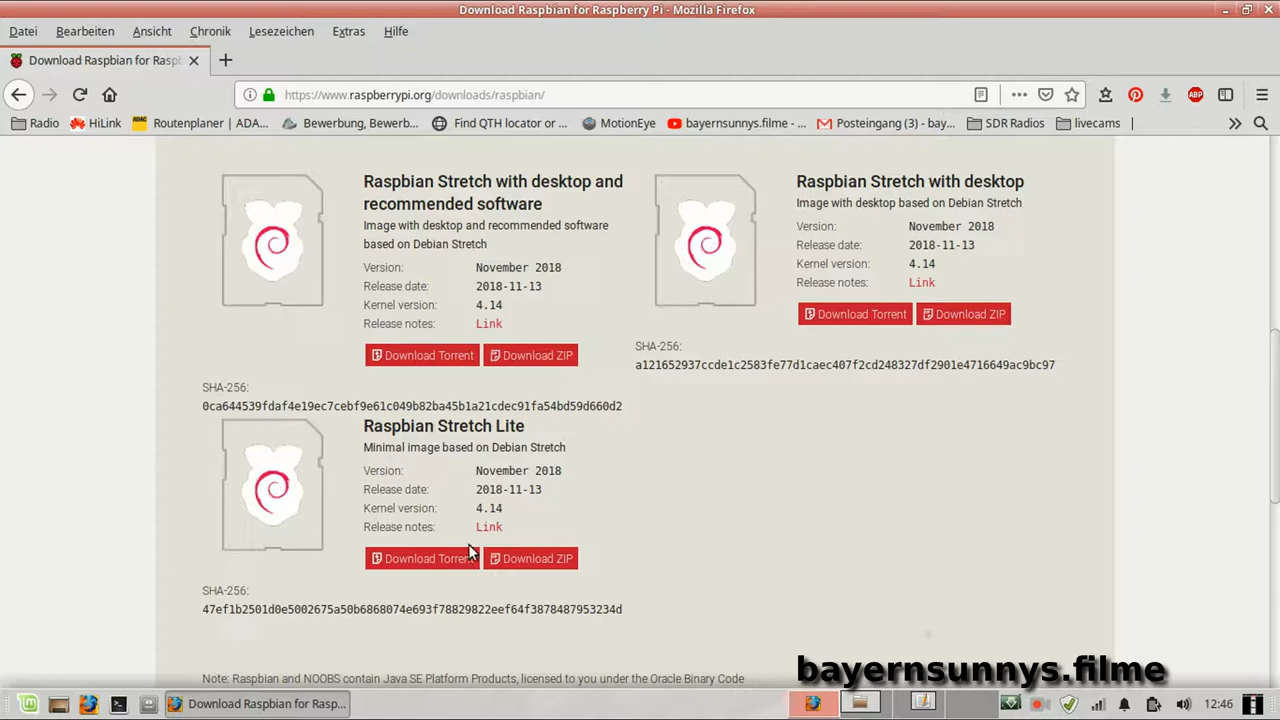 Download Raspbian for Raspberry Pi - Mozilla Firefox
Datei Bearbeiten Ansicht Chronik Lesezeichen Extras Hilfe
Download Raspbian for Rasp
https://www.raspberrypi.org/downloads/raspbian/
Radio HiLink Routenplaner | ADA... Bewerbung, Bewerb... Find QTH locator or ... MotionEye bayernsunnys.filme - ... Posteingang (3) - bay... SDR Radios livecams
Raspbian Stretch with desktop and
recommended software
Image with desktop and recommended software
based on Debian Stretch
Version: November 2018
Release date: 2018-11-13
Kernel version: 4.14
Release notes: Link
Download Torrent Download ZIP
SHA-256:
0ca644539fdaf4e19ec7cebf9e61c049b82ba45b1a21cdec91fa54bd59d660d2
Raspbian Stretch with desktop
Image with desktop based on Debian Stretch
Version: November 2018
Release date: 2018-11-13
Kernel version: 4.14
Release notes: Link
Download Torrent Download ZIP
SHA-256:
a121652937ccde1c2583fe77d1caec407f2cd248327df2901e4716649ac9bc97
Raspbian Stretch Lite
Minimal image based on Debian Stretch
Version: November 2018
Release date: 2018-11-13
Kernel version: 4.14
Release notes: Link
Download Torrent Download ZIP
SHA-256:
47ef1b2501d0e5002675a50b6868074e693f78829822eef64f3878487953234d
Note: Raspbian and NOOBS contain Java SE Platform Products, licensed to you under the Oracle Binary Code
bayernsunnys.filme
Download Raspbian for Rasp... 12:46